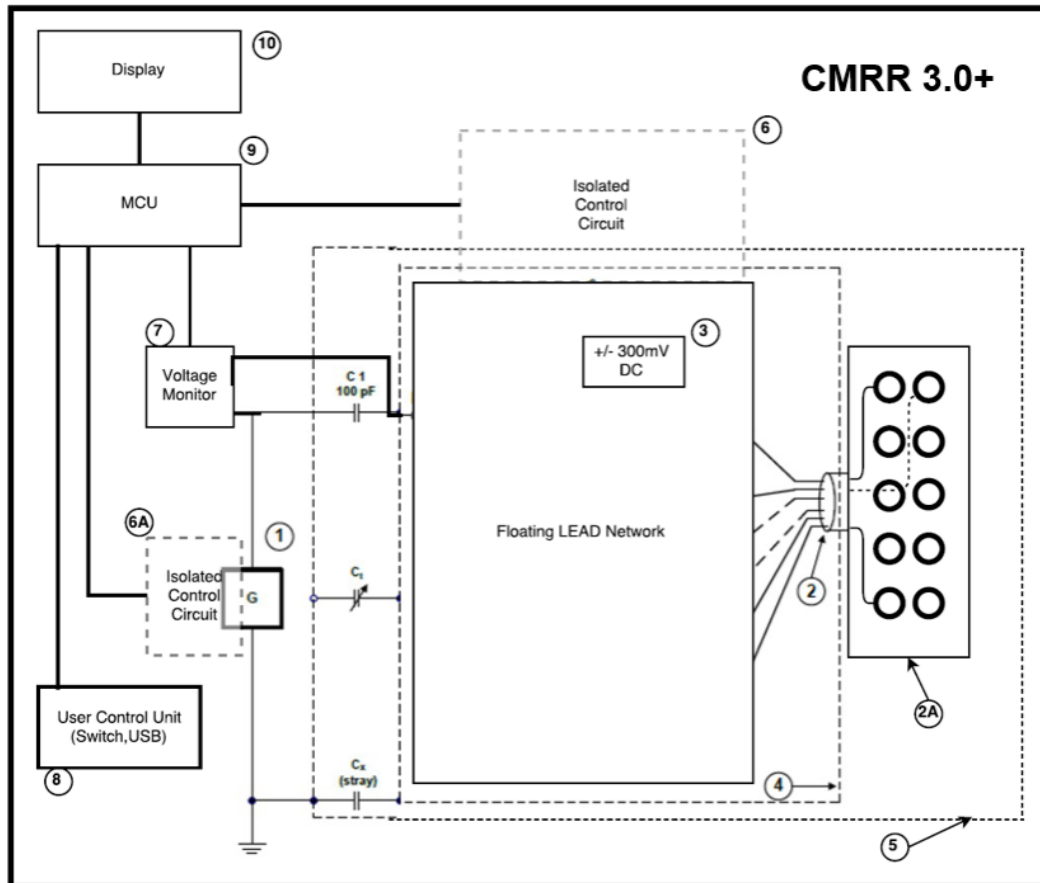 CMRR 3.0+
10
Display
9
MCU
6
Isolated
Control
Circuit
7
Voltage
Monitor
C 1
100 pF
3
+/- 300mV
DC
6A
1
Isolated
Control
Circuit
G
Ct
Floating LEAD Network
2
2A
User Control Unit
(Switch,USB)
8
Cx
(stray)
4
5